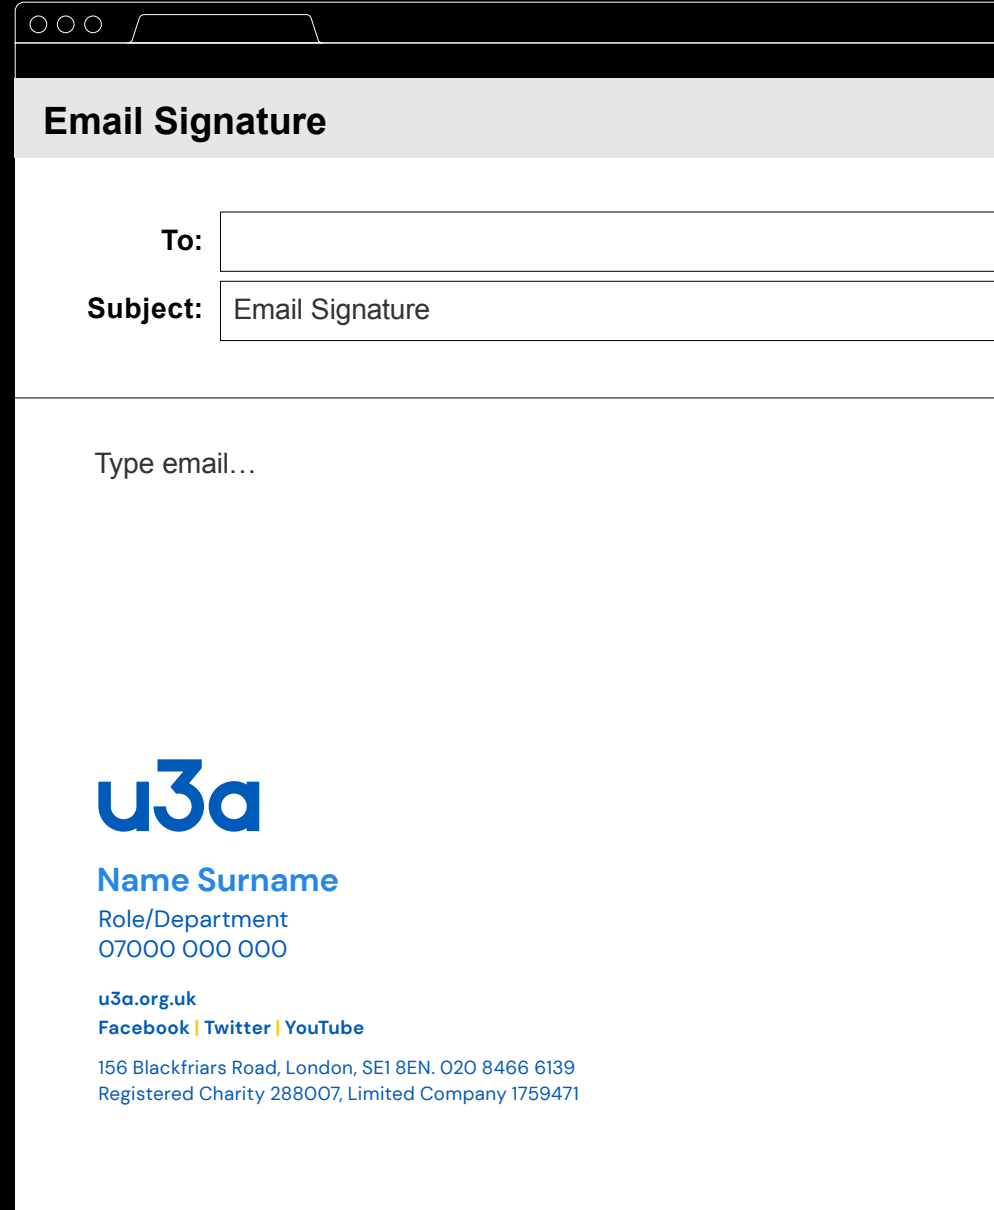 Email Signature
To:
Subject: Email Signature
Type email…
u3a
Name Surname
Role/Department
07000 000 000
u3a.org.uk
Facebook | Twitter | YouTube
156 Blackfriars Road, London, SE1 8EN. 020 8466 6139
Registered Charity 288007, Limited Company 1759471